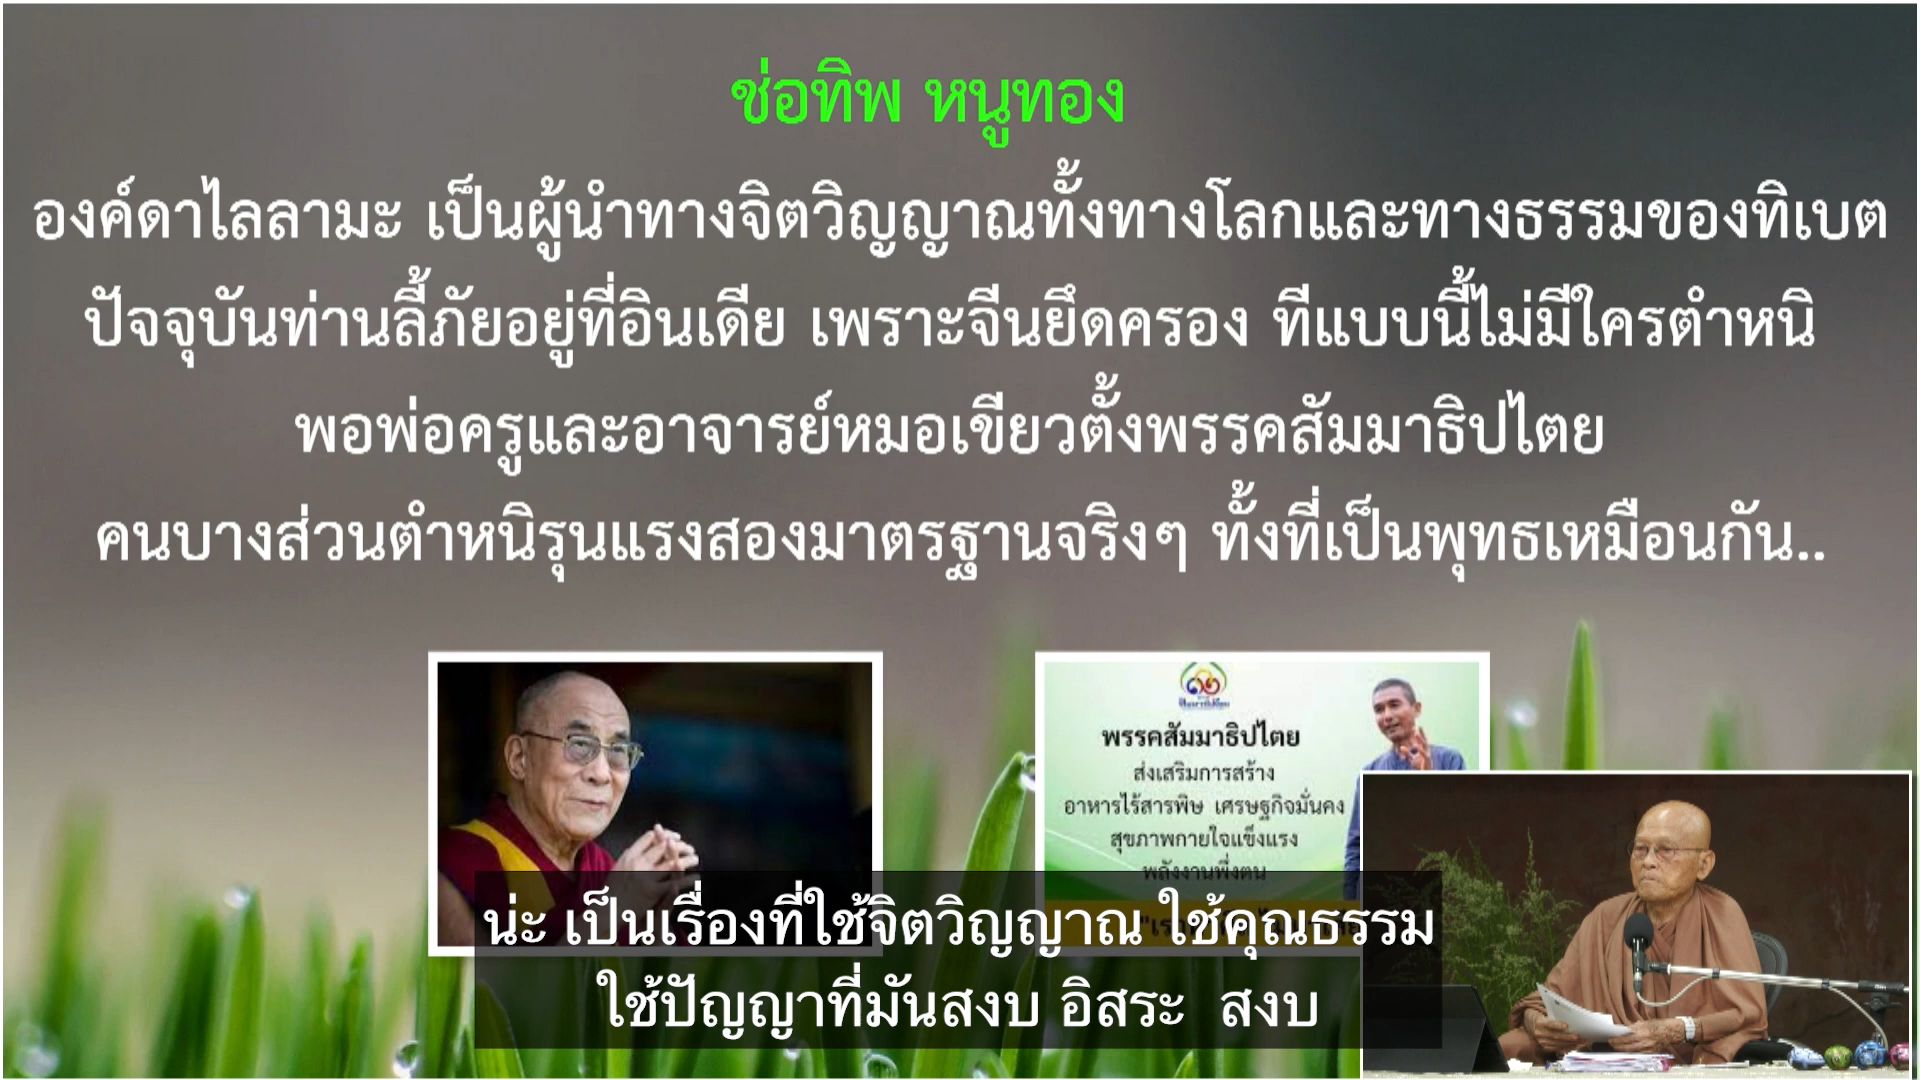 ช่อทิพ หนูทอง
องค์ดาไลลามะ เป็นผู้นำทางจิตวิญญาณทั้งทางโลกและทางธรรมของทิเบต
ปัจจุบันท่านลี้ภัยอยู่ที่อินเดีย เพราะจีนยึดครอง ทีแบบนี้ไม่มีใครตำหนิ
พอพ่อครูและอาจารย์หมอเขียวตั้งพรรคสัมมาธิปไตย
คนบางส่วนตำหนิรุนแรงสองมาตรฐานจริงๆ ทั้งที่เป็นพุทธเหมือนกัน..
พรรคสัมมาธิปไตย
ส่งเสริมการสร้าง
อาหารไร้สารพิษ เศรษฐกิจมั่นคง
สุขภาพกายใจแข็งแรง
พลังงานพึ่งตน
น่ะ เป็นเรื่องที่ใช้จิตวิญญาณ ใช้คุณธรรม
ใช้ปัญญาที่มันสงบ อิสระ  สงบ